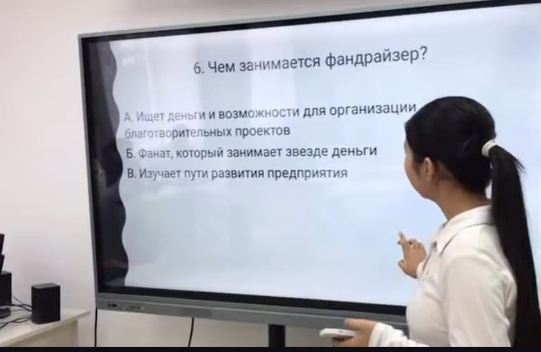 6. Чем занимается фандрайзер?
А. Ищет деньги и возможности для организации
благотворительных проектов
Б. Фанат, который занимает звезде деньги
В. Изучает пути развития предприятия